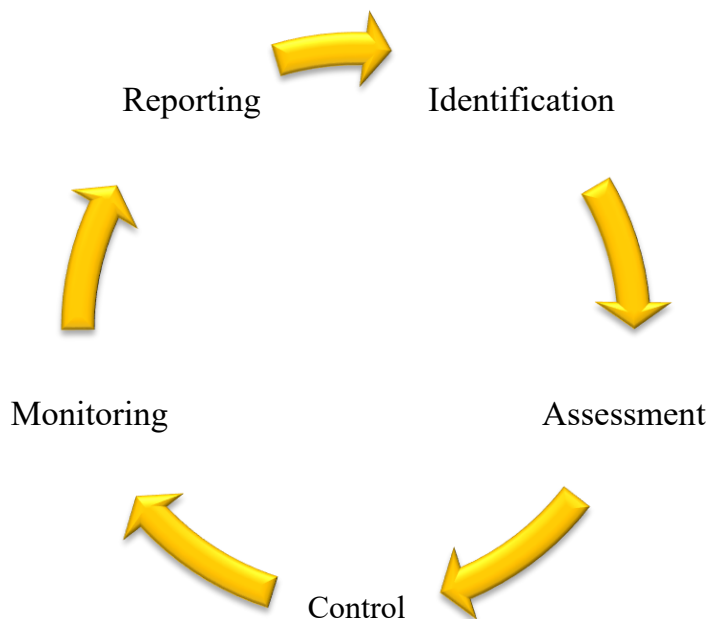 Reporting
Identification
Monitoring
Assessment
Control